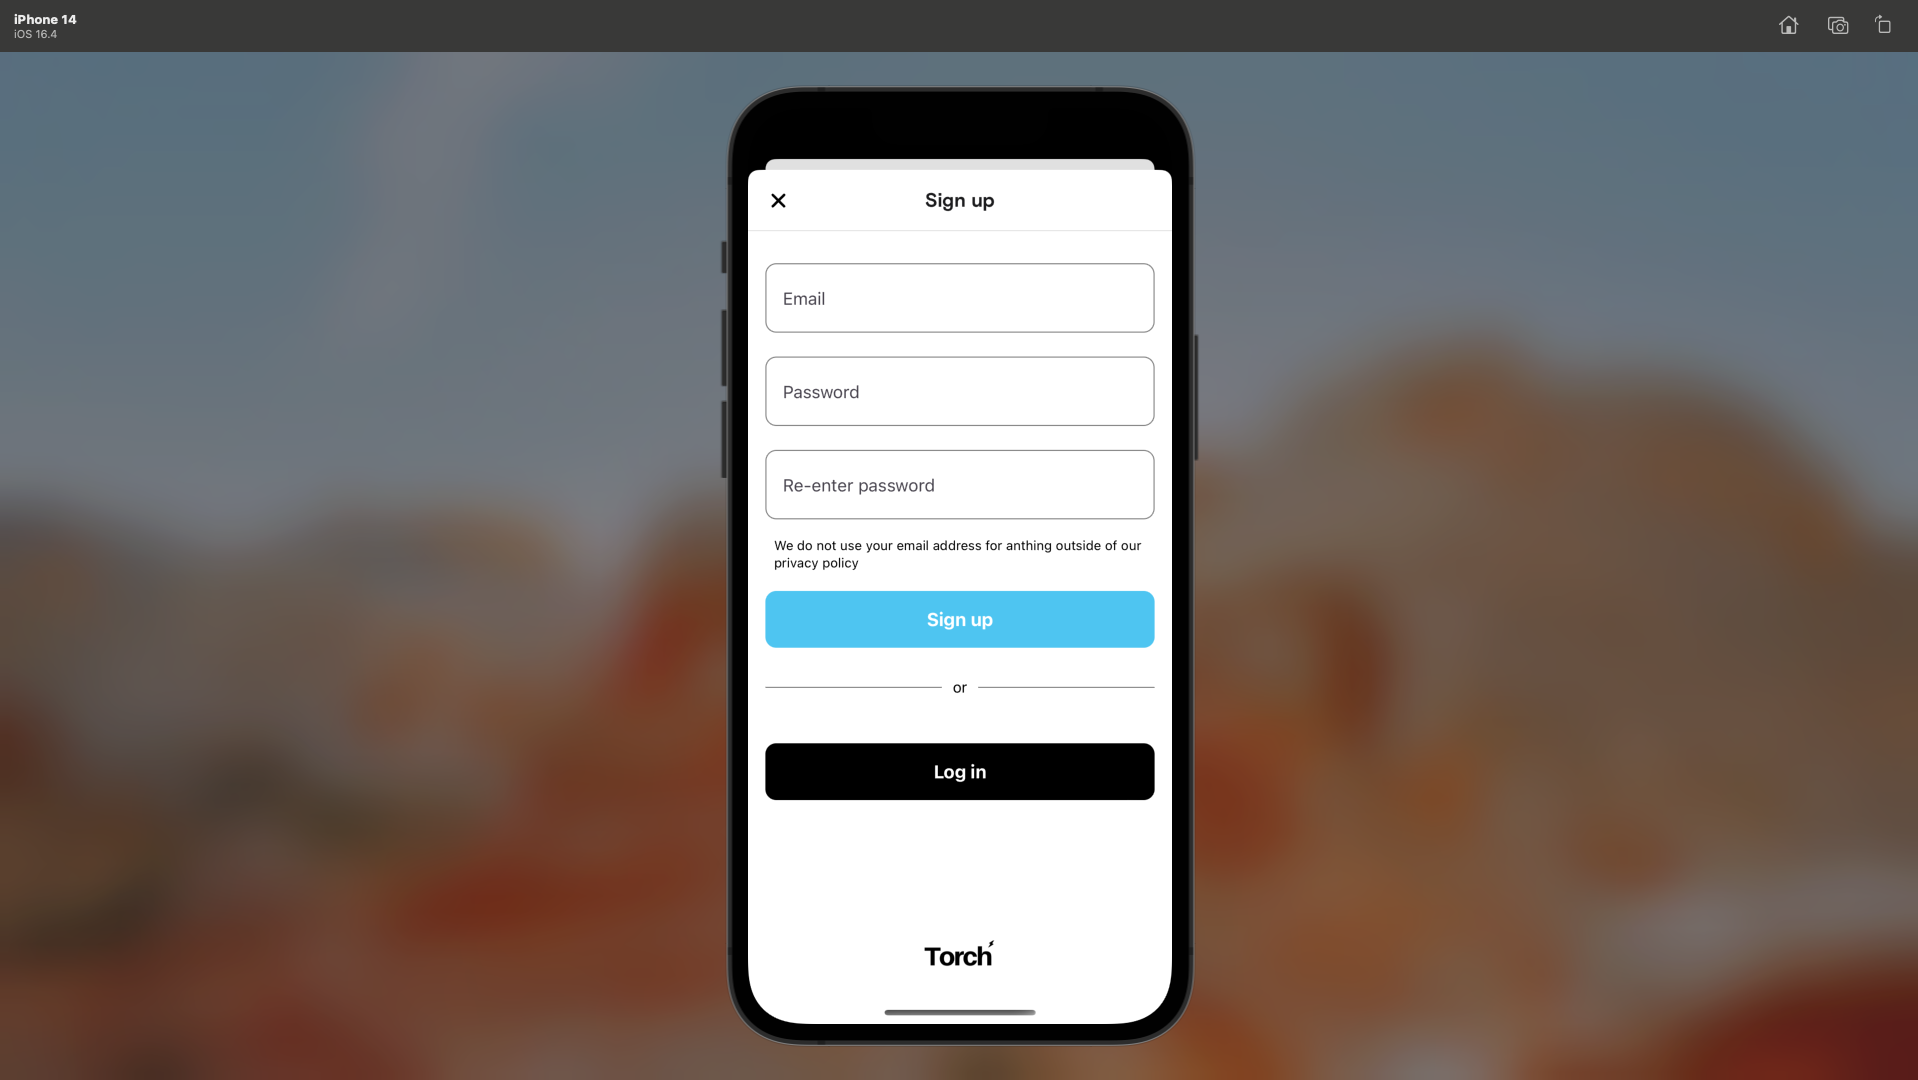 iPhone 14
iOS 16.4
Sign up
Email
Password
Re-enter password
We do not use your email address for anthing outside of our
privacy policy
Sign up
or
Log in
Torch